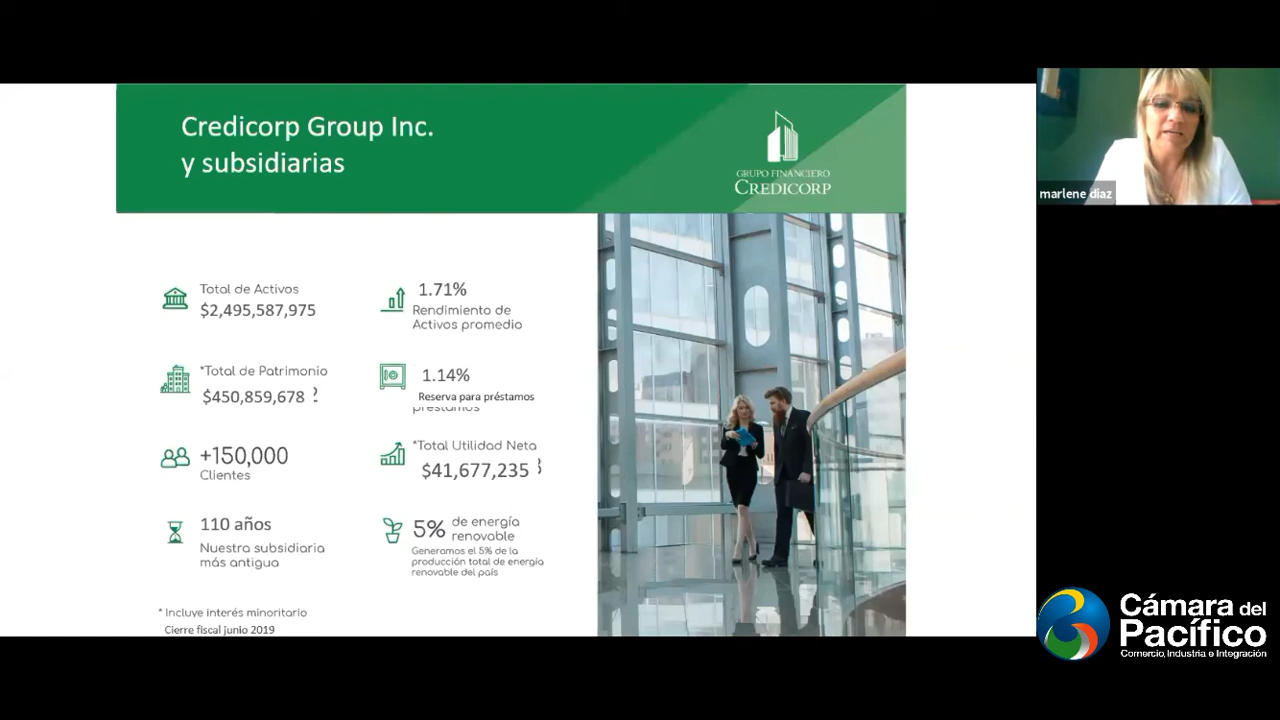 Credicorp Group Inc.
y subsidiarias
GRUPO FINANCIERO
CREDICORP
marlene diaz
Total de Activos
$2,495,587,975
1.71%
Rendimiento de
Activos promedio
*Total de Patrimonio
$450,859,678
1.14%
Reserva para préstamos
préstamos
+150,000
Clientes
*Total Utilidad Neta
$41,677,235
110 años
Nuestra subsidiaria
más antigua
5% de energía
renovable
Generamos el 5% de la
producción total de energía
renovable del país
* Incluye interés minoritario
Cierre fiscal junio 2019
Cámara del
Pacífico
Comercio, Industria e Integración